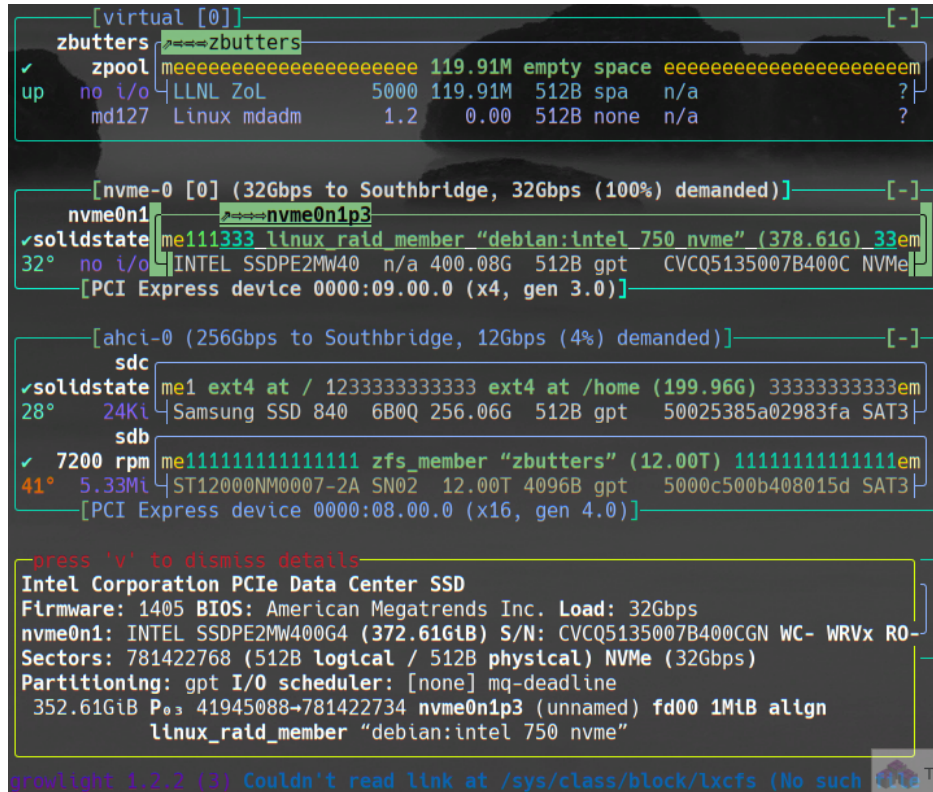 [virtual [0]] [-]
zbutters ⇗⇨⇨⇨zbutters
✔ zpool meeeeeeeeeeeeeeeeeeeee 119.91M empty space eeeeeeeeeeeeeeeeeeeeem
up no i/o LLNL ZoL 5000 119.91M 512B spa n/a ?
md127 Linux mdadm 1.2 0.00 512B none n/a ?
[nvme-0 [0] (32Gbps to Southbridge, 32Gbps (100%) demanded)] [-]
nvme0n1 ⇗⇨⇨⇨nvme0n1p3
✔solidstate me111333 linux_raid_member “debian:intel_750_nvme” (378.61G) 33em
32° no i/o INTEL SSDPE2MW40 n/a 400.08G 512B gpt CVCQ5135007B400C NVMe
[PCI Express device 0000:09.00.0 (x4, gen 3.0)]
[ahci-0 (256Gbps to Southbridge, 12Gbps (4%) demanded)] [-]
sdc
✔solidstate me1 ext4 at / 1233333333333 ext4 at /home (199.96G) 33333333333em
28° 24Ki Samsung SSD 840 6B0Q 256.06G 512B gpt 50025385a02983fa SAT3
sdb
✔ 7200 rpm me111111111111111 zfs_member “zbutters” (12.00T) 11111111111111em
41° 5.33Mi ST12000NM0007-2A SN02 12.00T 4096B gpt 5000c500b408015d SAT3
[PCI Express device 0000:08.00.0 (x16, gen 4.0)]
press 'v' to dismiss details
Intel Corporation PCIe Data Center SSD
Firmware: 1405 BIOS: American Megatrends Inc. Load: 32Gbps
nvme0n1: INTEL SSDPE2MW400G4 (372.61GiB) S/N: CVCQ5135007B400CGN WC- WRVx RO-
Sectors: 781422768 (512B logical / 512B physical) NVMe (32Gbps)
Partitioning: gpt I/O scheduler: [none] mq-deadline
352.61GiB P₀₃ 41945088→781422734 nvme0n1p3 (unnamed) fd00 1MiB align
linux_raid_member “debian:intel 750 nvme”
growlight 1.2.2 (3) Couldn't read link at /sys/class/block/lxcfs (No such
T